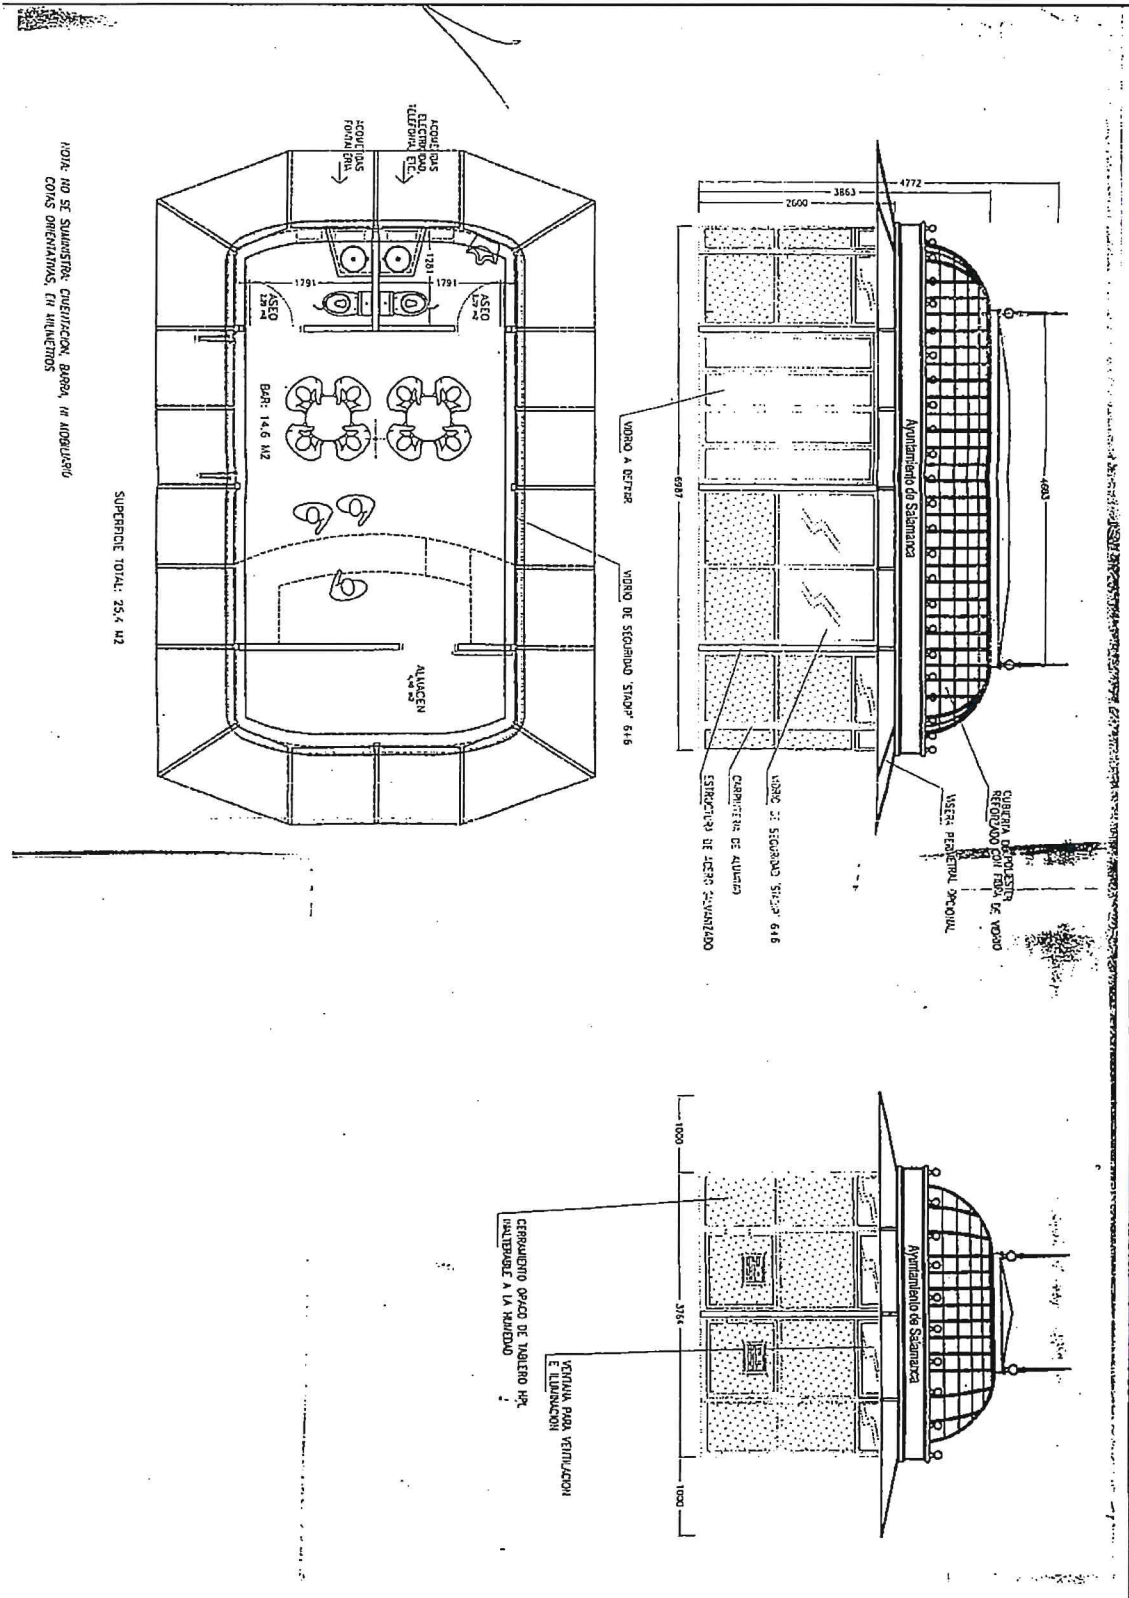 4772
3863
2600
4683
Ayuntamiento de Salamanca
6987
VIDRIO A DEFINIR
VIDRIO DE SEGURIDAD 'STADIP' 6+6
CUBIERTA DE POLIESTER
REFORZADO CON FIBRA DE VIDRIO
VISERA PERIMETRAL OPCIONAL
VIDRIO DE SEGURIDAD 'STADIP' 6+6
CARPINTERIA DE ALUMINIO
ESTRUCTURA DE ACERO GALVANIZADO
ACOMETIDAS
ELECTRICIDAD,
TELEFONIA, ETC.
ACOMETIDAS
FONTANERIA
1281
1791
1791
ASEO
ASEO
BAR: 14,6 M2
ALMACEN
SUPERFICIE TOTAL: 25,4 M2
NOTA: NO SE SUMINISTRA: CIMENTACION, BARRA, NI MOBILIARIO
COTAS ORIENTATIVAS, EN MILIMETROS
Ayuntamiento de Salamanca
1000
3764
1000
VENTANA PARA VENTILACION
E ILUMINACION
CERRAMIENTO OPACO DE TABLERO HPL
INALTERABLE A LA HUMEDAD